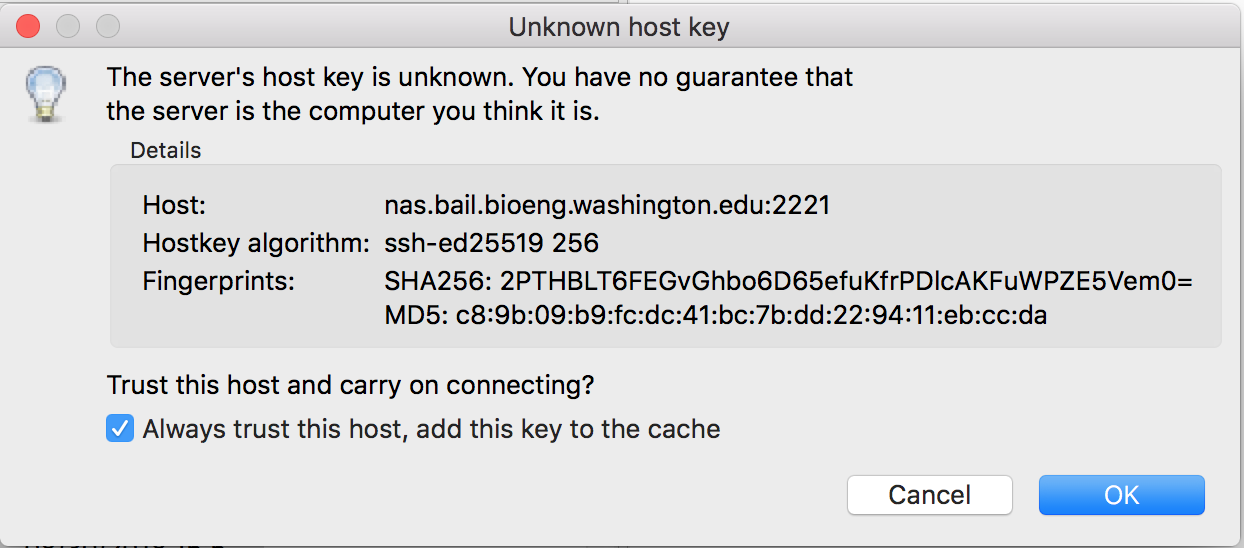 Unknown host key
The server's host key is unknown. You have no guarantee that
the server is the computer you think it is.
Details
Host: nas.bail.bioeng.washington.edu:2221
Hostkey algorithm: ssh-ed25519 256
Fingerprints: SHA256: 2PTHBLT6FEGvGhbo6D65efuKfrPDlcAKFuWPZE5Vem0=
MD5: c8:9b:09:b9:fc:dc:41:bc:7b:dd:22:94:11:eb:cc:da
Trust this host and carry on connecting?
Always trust this host, add this key to the cache
Cancel OK